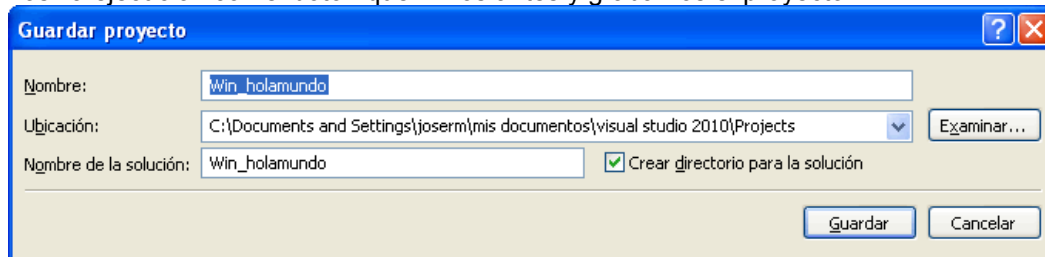 Guardar proyecto
Nombre: Win_holamundo
Ubicación: C:\Documents and Settings\joserm\mis documentos\visual studio 2010\Projects Examinar...
Nombre de la solución: Win_holamundo Crear directorio para la solución
Guardar Cancelar